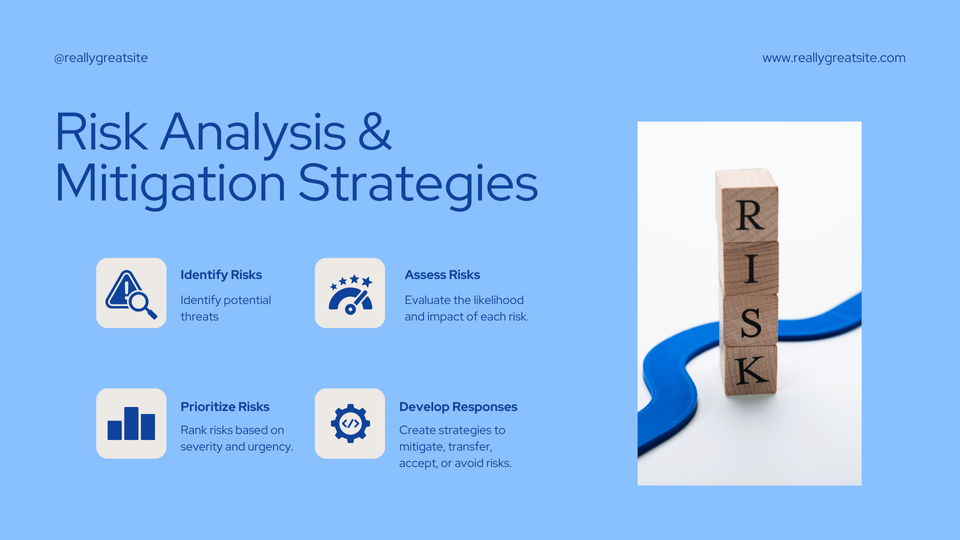 @reallygreatsite
www.reallygreatsite.com
Risk Analysis &
Mitigation Strategies
Identify Risks
Identify potential
threats
Assess Risks
Evaluate the likelihood
and impact of each risk.
Prioritize Risks
Rank risks based on
severity and urgency.
Develop Responses
Create strategies to
mitigate, transfer,
accept, or avoid risks.
</>
R
I
S
K